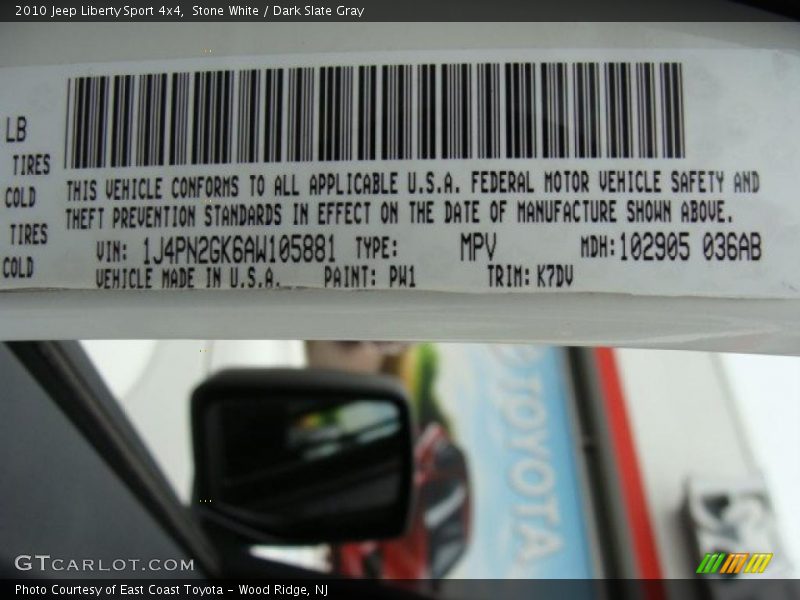 2010 Jeep Liberty Sport 4x4, Stone White / Dark Slate Gray
LB
TIRES
COLD
TIRES
COLD
THIS VEHICLE CONFORMS TO ALL APPLICABLE U.S.A. FEDERAL MOTOR VEHICLE SAFETY AND
THEFT PREVENTION STANDARDS IN EFFECT ON THE DATE OF MANUFACTURE SHOWN ABOVE.
VIN: 1J4PN2GK6AW105881 TYPE: MPV MDH: 102905 036AB
VEHICLE MADE IN U.S.A. PAINT: PW1 TRIM: K7DV
TOYOTA
GTCARLOT.COM
Photo Courtesy of East Coast Toyota – Wood Ridge, NJ